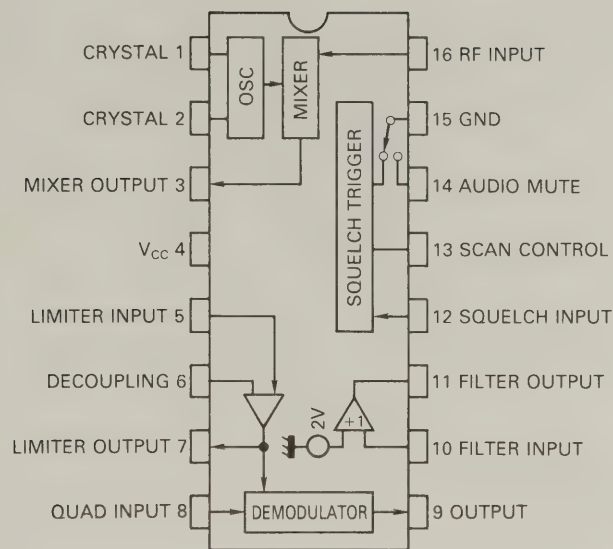 CRYSTAL 1
CRYSTAL 2
MIXER OUTPUT 3
VCC 4
LIMITER INPUT 5
DECOUPLING 6
LIMITER OUTPUT 7
QUAD INPUT 8
OSC
MIXER
SQUELCH TRIGGER
2V
+1
DEMODULATOR
16 RF INPUT
15 GND
14 AUDIO MUTE
13 SCAN CONTROL
12 SQUELCH INPUT
11 FILTER OUTPUT
10 FILTER INPUT
9 OUTPUT